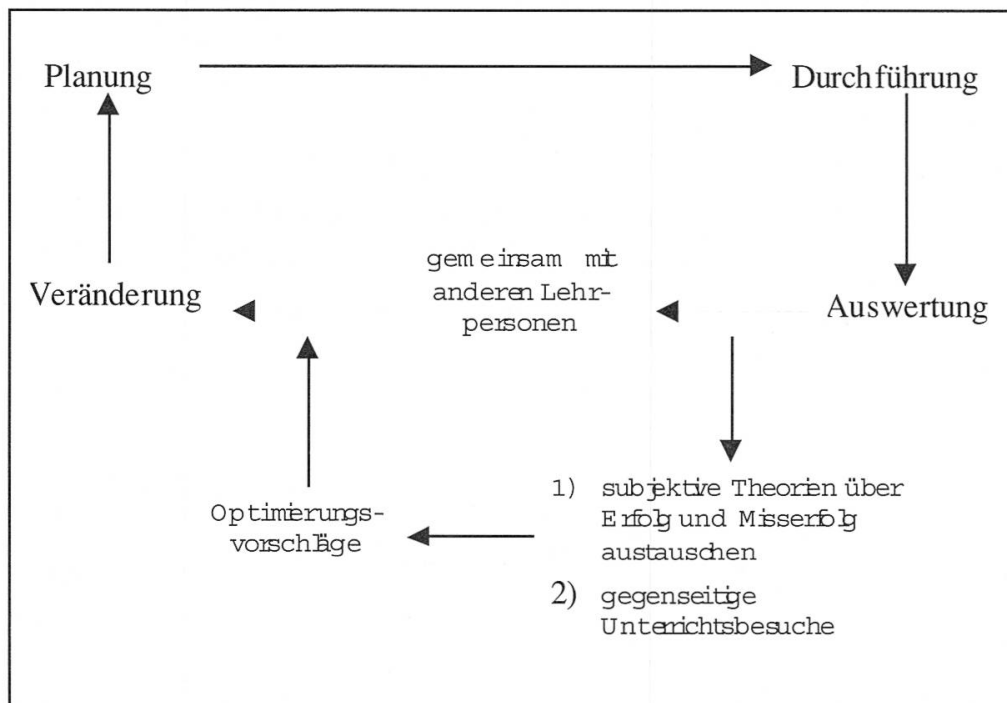 Planung
Durchführung
gemeinsam mit
anderen Lehr-
personen
Veränderung
Auswertung
1) subjektive Theorien über
Erfolg und Misserfolg
austauschen
Optimierungs-
vorschläge
2) gegenseitige
Unterrichtsbesuche